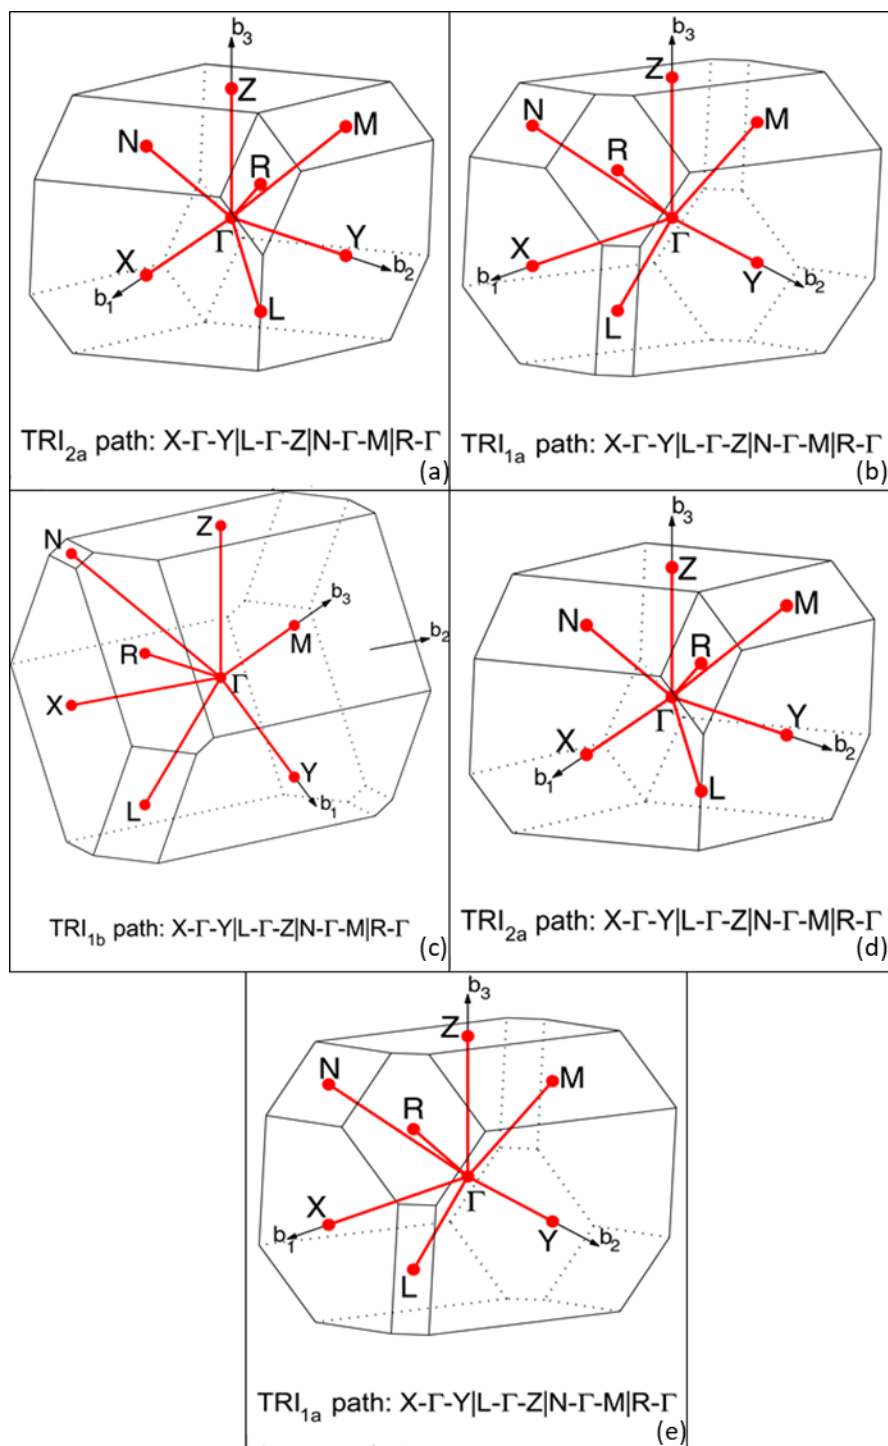 b3
Z
N
M
R
Γ
Y
X
b2
b1
L
TRI2a path: X-Γ-Y|L-Γ-Z|N-Γ-M|R-Γ
(a)
b3
Z
N
M
R
Γ
X
Y
b1
b2
L
TRI1a path: X-Γ-Y|L-Γ-Z|N-Γ-M|R-Γ
(b)
N
Z
b3
M
b2
R
Γ
X
Y
L
b1
TRI1b path: X-Γ-Y|L-Γ-Z|N-Γ-M|R-Γ
(c)
b3
Z
N
M
R
Γ
Y
X
b2
b1
L
TRI2a path: X-Γ-Y|L-Γ-Z|N-Γ-M|R-Γ
(d)
b3
Z
N
M
R
Γ
X
Y
b1
b2
L
TRI1a path: X-Γ-Y|L-Γ-Z|N-Γ-M|R-Γ
(e)